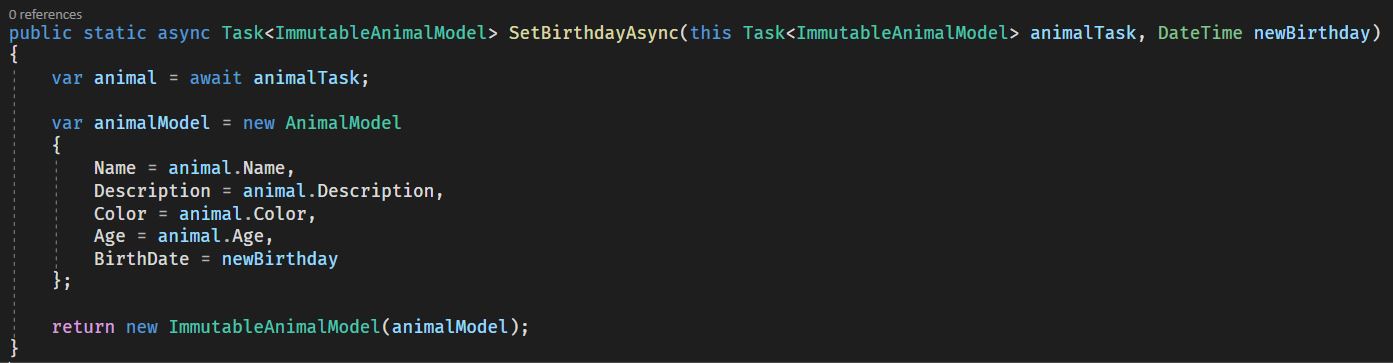 0 references
public static async Task<ImmutableAnimalModel> SetBirthdayAsync(this Task<ImmutableAnimalModel> animalTask, DateTime newBirthday)
{
    var animal = await animalTask;
    var animalModel = new AnimalModel
    {
        Name = animal.Name,
        Description = animal.Description,
        Color = animal.Color,
        Age = animal.Age,
        BirthDate = newBirthday
    };
    return new ImmutableAnimalModel(animalModel);
}